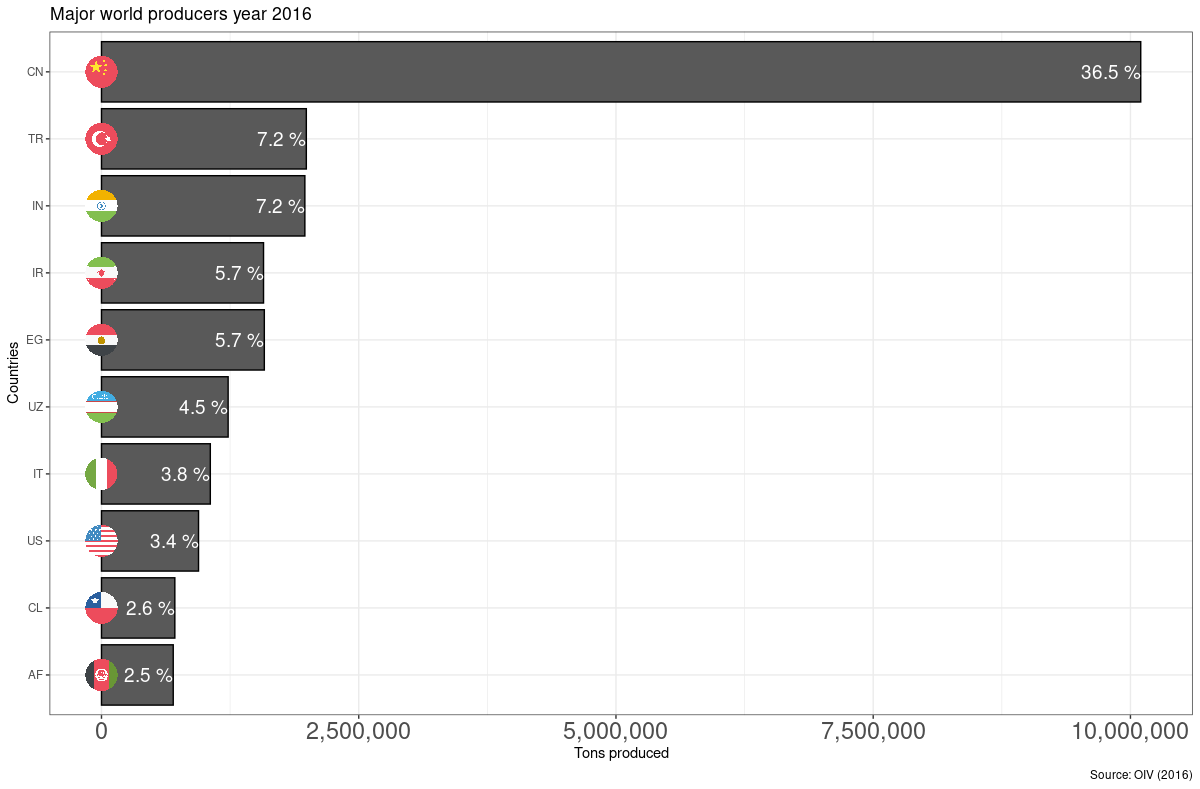 Major world producers year 2016
CN
36.5 %
TR
7.2 %
IN
7.2 %
IR
5.7 %
EG
5.7 %
Countries
UZ
4.5 %
IT
3.8 %
US
3.4 %
CL
2.6 %
AF
2.5 %
0 2,500,000 5,000,000 7,500,000 10,000,000
Tons produced
Source: OIV (2016)